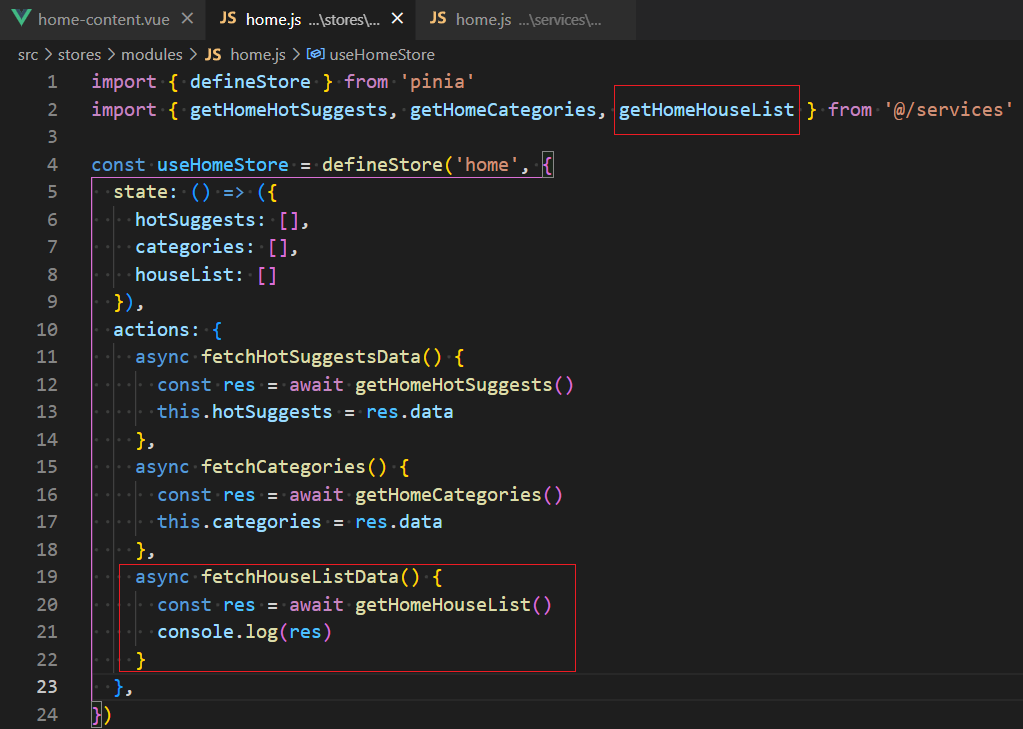 home-content.vue × JS home.js ...\stores\... × JS home.js ...\services\...
src > stores > modules > JS home.js > useHomeStore
1 import { defineStore } from 'pinia'
2 import { getHomeHotSuggests, getHomeCategories, getHomeHouseList } from '@/services'
3
4 const useHomeStore = defineStore('home', {
5 state: () => ({
6 hotSuggests: [],
7 categories: [],
8 houseList: []
9 }),
10 actions: {
11 async fetchHotSuggestsData() {
12 const res = await getHomeHotSuggests()
13 this.hotSuggests = res.data
14 },
15 async fetchCategories() {
16 const res = await getHomeCategories()
17 this.categories = res.data
18 },
19 async fetchHouseListData() {
20 const res = await getHomeHouseList()
21 console.log(res)
22 }
23 },
24 })